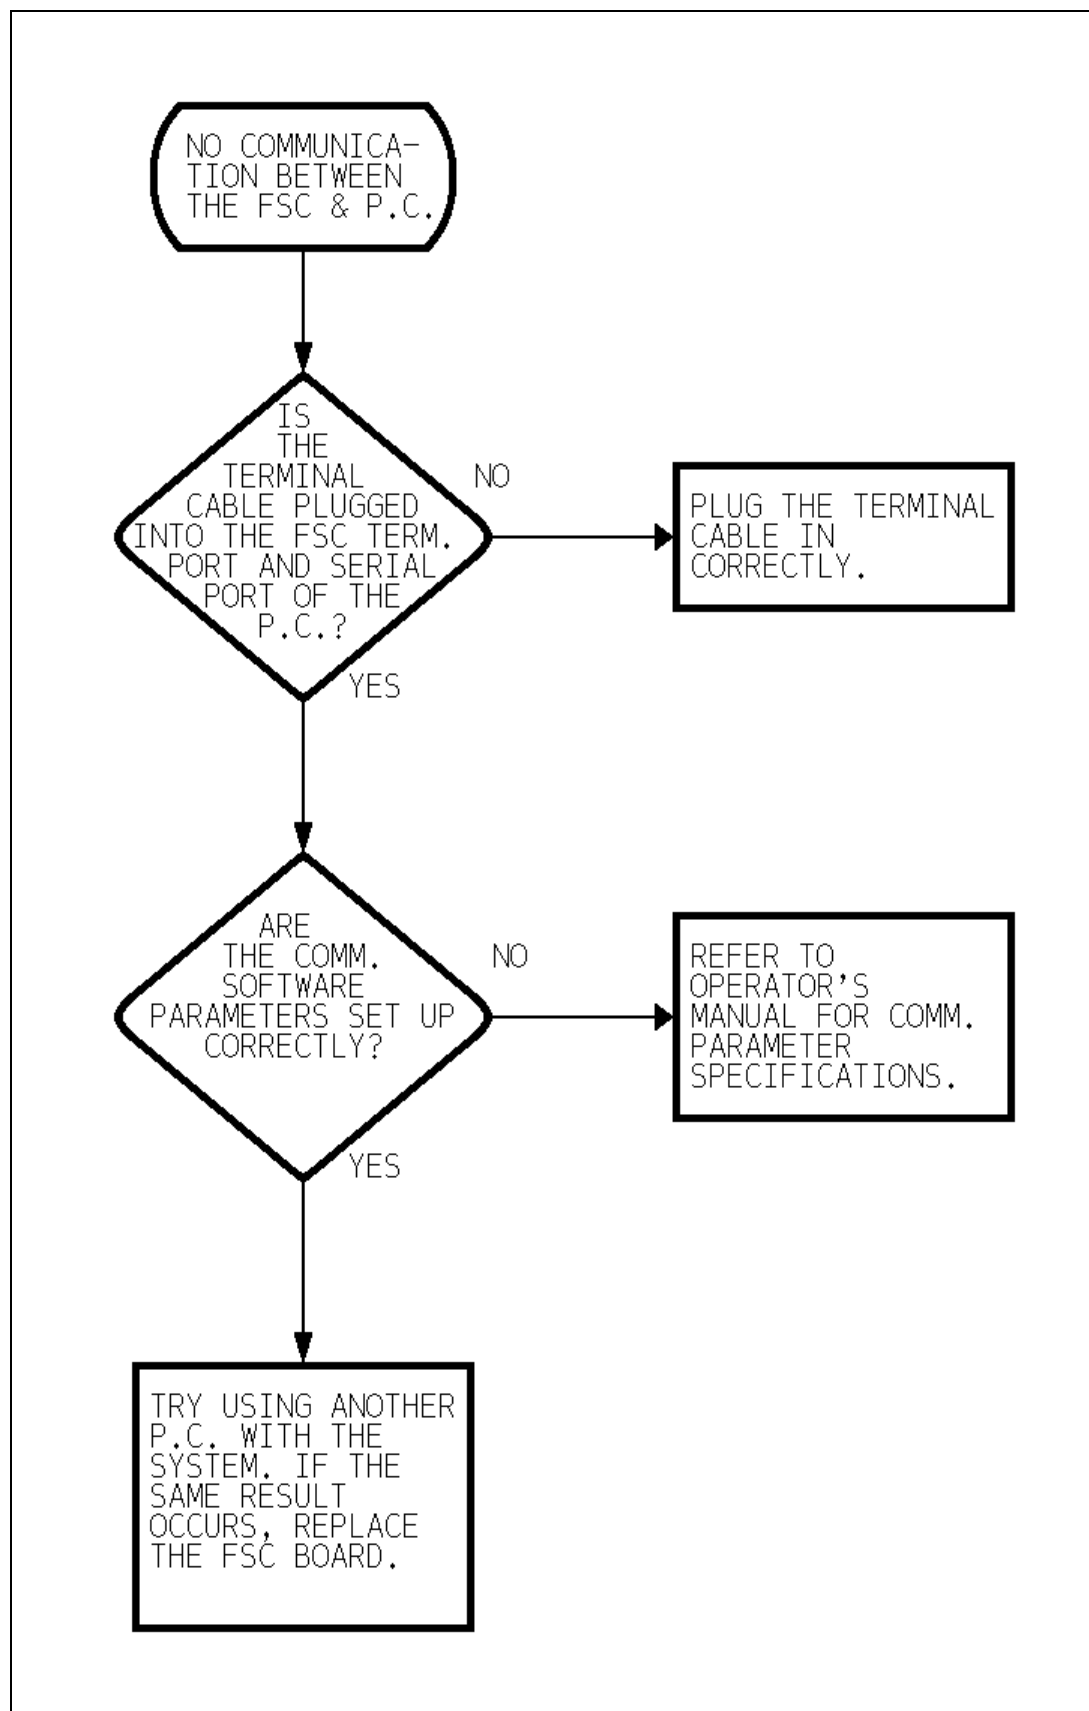 NO COMMUNICA-
TION BETWEEN
THE FSC & P.C.
IS
THE
TERMINAL
CABLE PLUGGED
INTO THE FSC TERM.
PORT AND SERIAL
PORT OF THE
P.C.?
NO
PLUG THE TERMINAL
CABLE IN
CORRECTLY.
YES
ARE
THE COMM.
SOFTWARE
PARAMETERS SET UP
CORRECTLY?
NO
REFER TO
OPERATOR'S
MANUAL FOR COMM.
PARAMETER
SPECIFICATIONS.
YES
TRY USING ANOTHER
P.C. WITH THE
SYSTEM. IF THE
SAME RESULT
OCCURS, REPLACE
THE FSC BOARD.